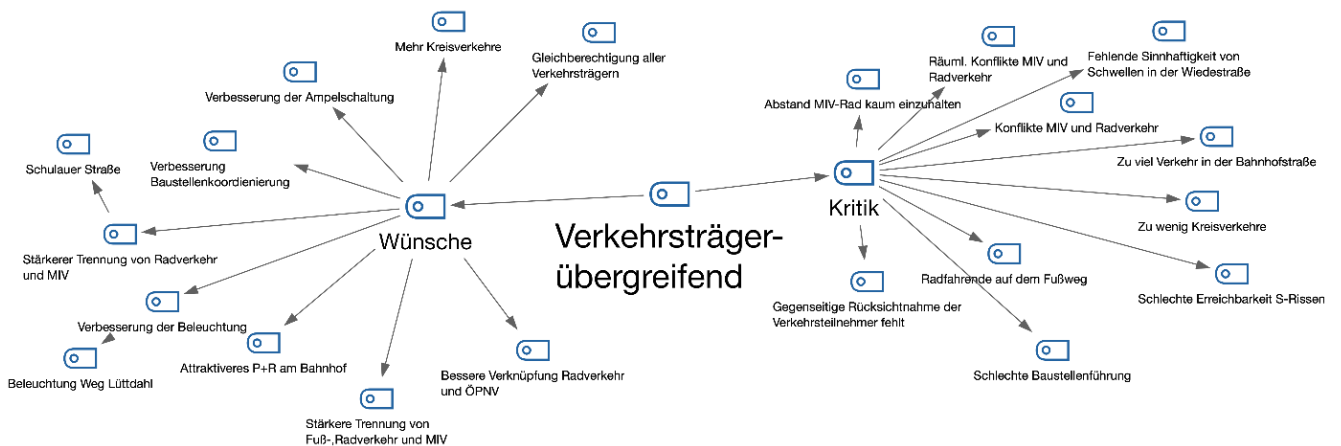 Mehr Kreisverkehre
Gleichberechtigung aller
Verkehrsträgern
Verbesserung der Ampelschaltung
Schulauer Straße
Verbesserung
Baustellenkoordienierung
Wünsche
Stärkerer Trennung von Radverkehr
und MIV
Verbesserung der Beleuchtung
Beleuchtung Weg Lüttdahl
Attraktiveres P+R am Bahnhof
Stärkere Trennung von
Fuß-,Radverkehr und MIV
Bessere Verknüpfung Radverkehr
und ÖPNV
Verkehrsträger-
übergreifend
Kritik
Abstand MIV-Rad kaum einzuhalten
Räuml. Konflikte MIV und
Radverkehr
Fehlende Sinnhaftigkeit von
Schwellen in der Wiedestraße
Konflikte MIV und Radverkehr
Zu viel Verkehr in der Bahnhofstraße
Zu wenig Kreisverkehre
Schlechte Erreichbarkeit S-Rissen
Radfahrende auf dem Fußweg
Gegenseitige Rücksichtnahme der
Verkehrsteilnehmer fehlt
Schlechte Baustellenführung